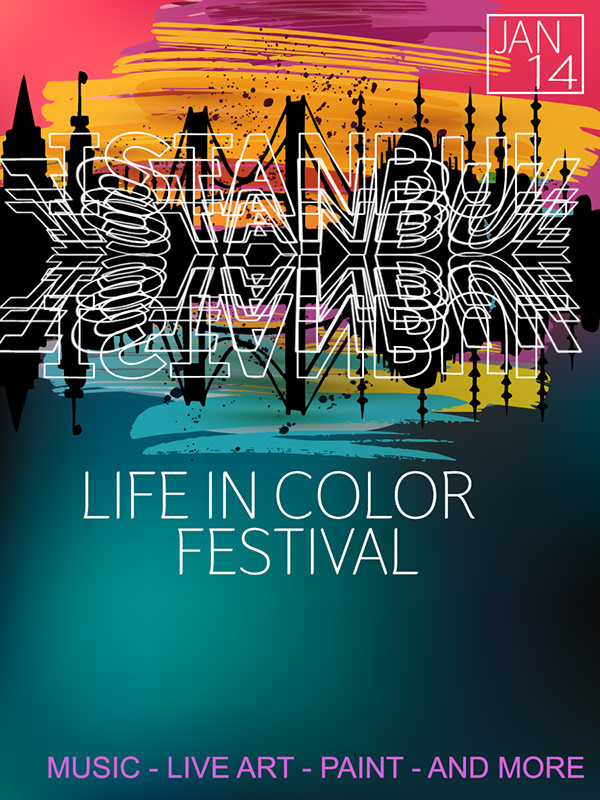 JAN
14
ISTANBUL
LIFE IN COLOR
FESTIVAL
MUSIC - LIVE ART - PAINT - AND MORE